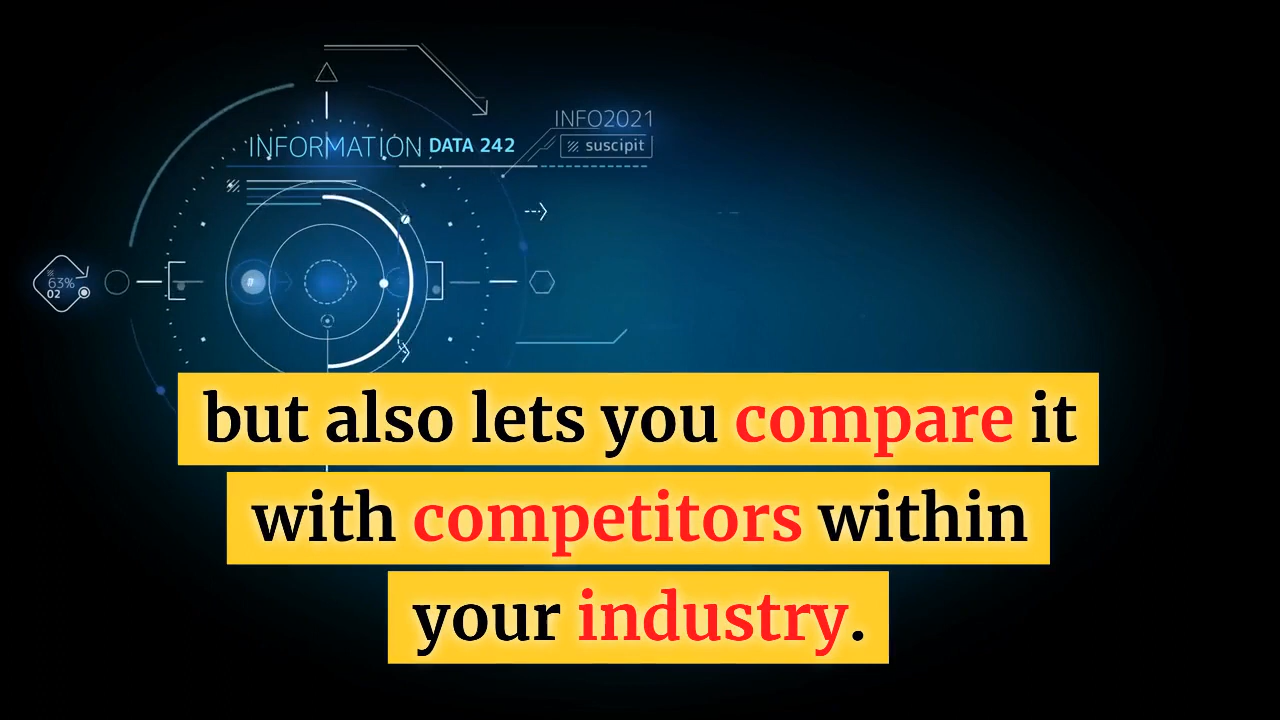 INFO2021
INFORMATION DATA 242
suscipit
63%
02
but also lets you compare it
with competitors within
your industry.